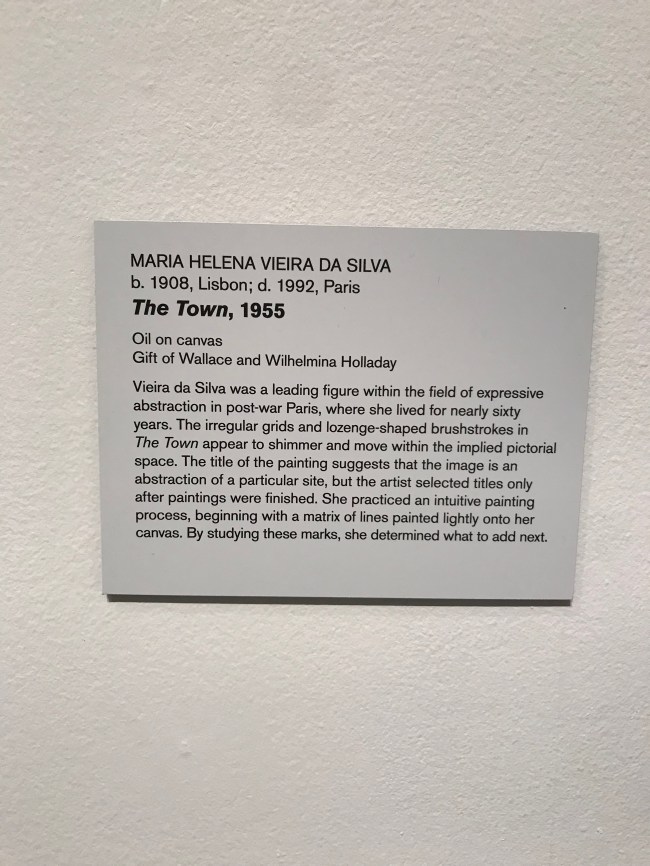 MARIA HELENA VIEIRA DA SILVA
b. 1908, Lisbon; d. 1992, Paris
The Town, 1955
Oil on canvas
Gift of Wallace and Wilhelmina Holladay
Vieira da Silva was a leading figure within the field of expressive
abstraction in post-war Paris, where she lived for nearly sixty
years. The irregular grids and lozenge-shaped brushstrokes in
The Town appear to shimmer and move within the implied pictorial
space. The title of the painting suggests that the image is an
abstraction of a particular site, but the artist selected titles only
after paintings were finished. She practiced an intuitive painting
process, beginning with a matrix of lines painted lightly onto her
canvas. By studying these marks, she determined what to add next.